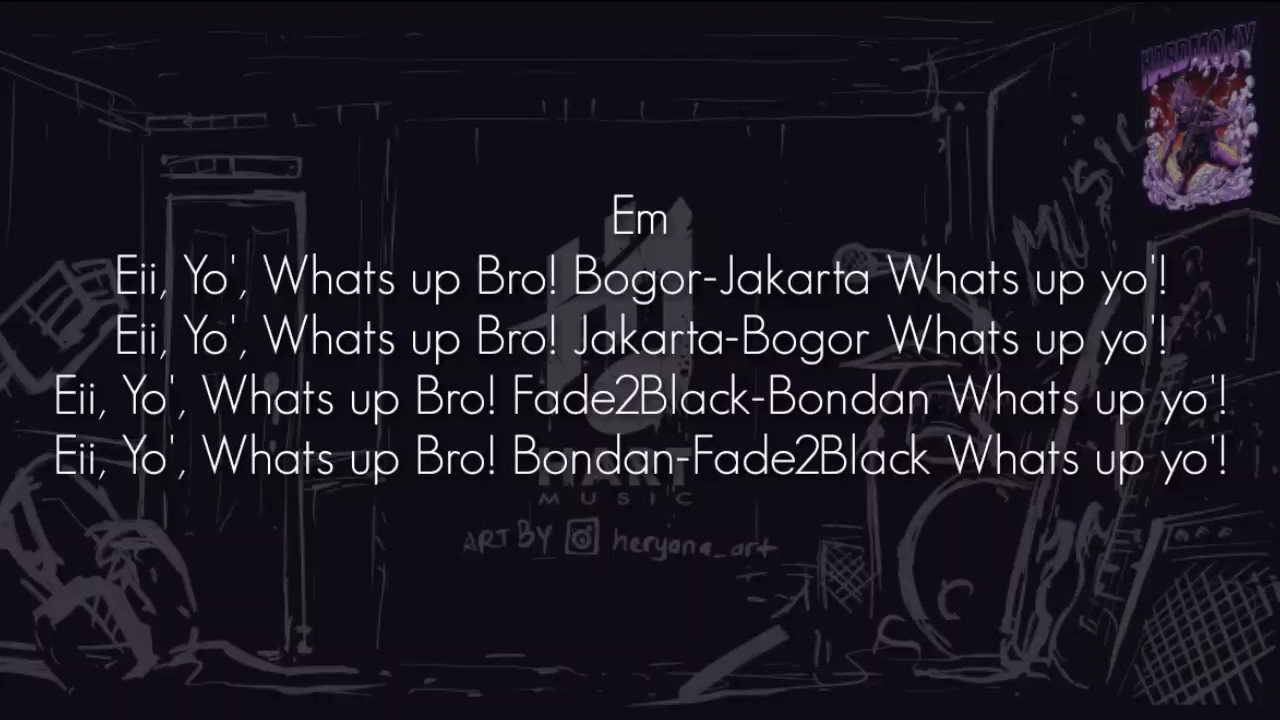 HARDMOWY
MUSIC
Em
Eii, Yo', Whats up Bro! Bogor-Jakarta Whats up yo'!
Eii, Yo', Whats up Bro! Jakarta-Bogor Whats up yo'!
Eii, Yo', Whats up Bro! Fade2Black-Bondan Whats up yo'!
Eii, Yo', Whats up Bro! Bondan-Fade2Black Whats up yo'!
MUSIC
ART BY heryana_art